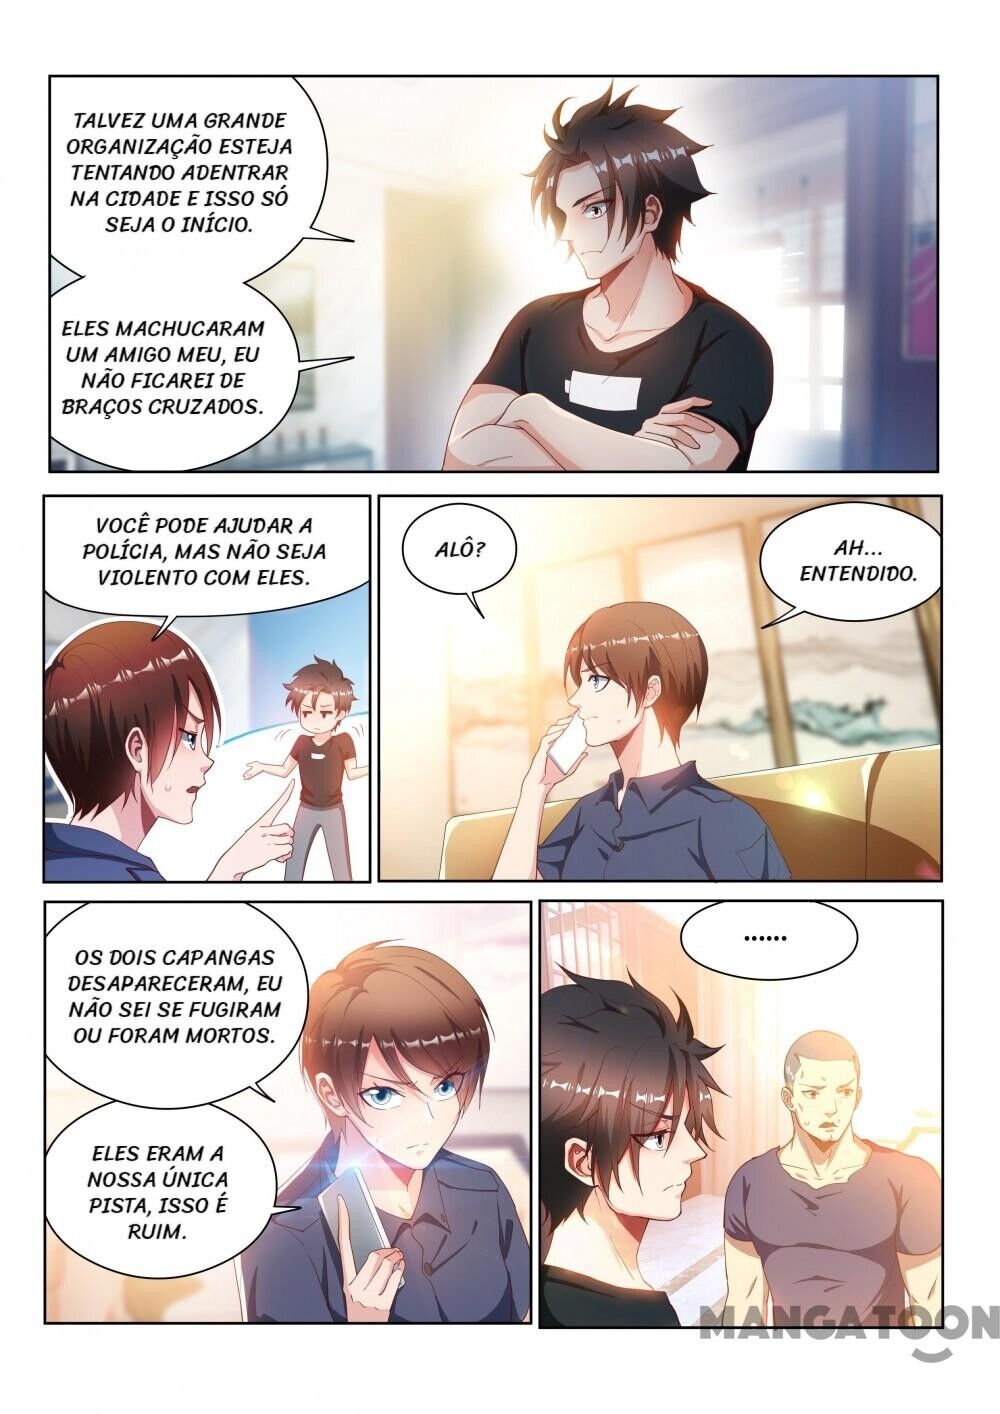 TALVEZ UMA GRANDE
ORGANIZAÇÃO ESTEJA
TENTANDO ADENTRAR
NA CIDADE E ISSO SÓ
SEJA O INÍCIO.
ELES MACHUCARAM
UM AMIGO MEU, EU
NÃO FICAREI DE
BRAÇOS CRUZADOS.
VOCÊ PODE AJUDAR A
POLÍCIA, MAS NÃO SEJA
VIOLENTO COM ELES.
ALÔ?
AH...
ENTENDIDO.
OS DOIS CAPANGAS
DESAPARECERAM, EU
NÃO SEI SE FUGIRAM
OU FORAM MORTOS.
ELES ERAM A
NOSSA ÚNICA
PISTA, ISSO É
RUIM.
......
MANGATOON